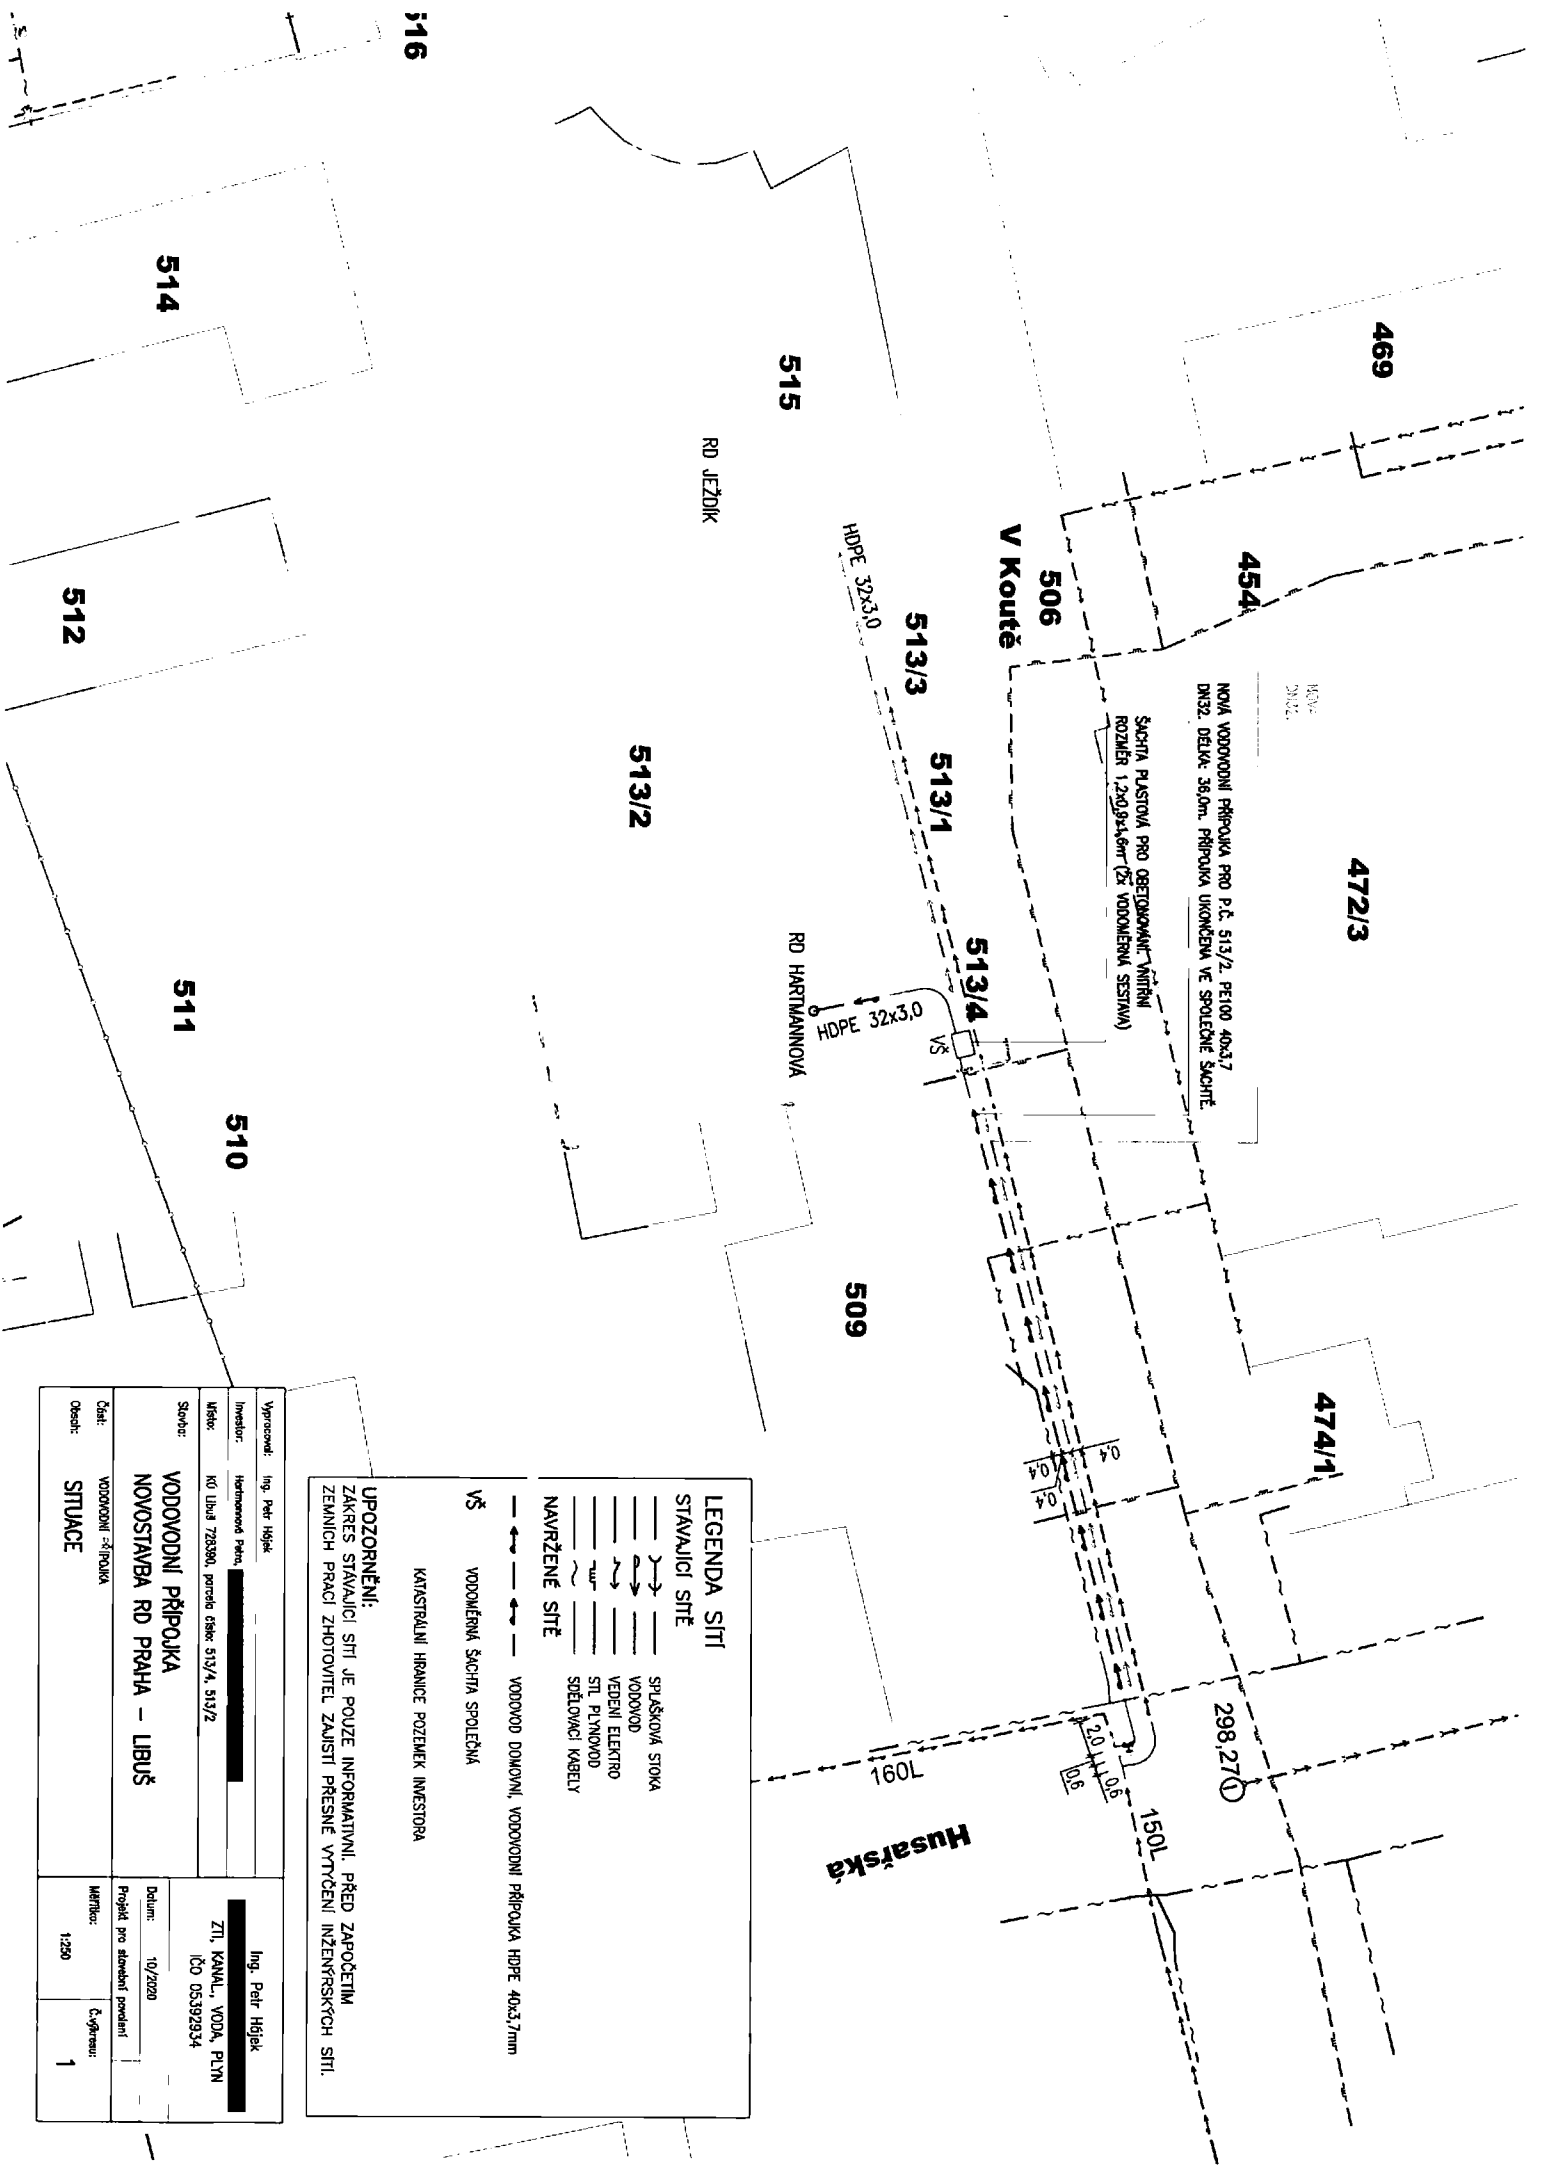 516
514
512
511
510
515
RD JEŽDÍK
513/2
RD HARTMANNOVÁ
509
469
454
506
V Koutě
472/3
474/1
513/3
513/1
513/4
HDPE 32x3,0
HDPE 32x3,0
VŠ
NOVÁ VODOVODNÍ PŘÍPOJKA PRO P.Č. 513/2. PE100 40x3,7
DN32. DÉLKA: 36,0m. PŘÍPOJKA UKONČENA VE SPOLEČNÉ ŠACHTĚ.
ŠACHTA PLASTOVÁ PRO OBETONOVÁNÍ. VNITŘNÍ
ROZMĚR 1,2x0,9x1,6m (2x VODOMĚRNÁ SESTAVA)
0,4
0,4
0,4
2,0
0,6
0,6
298,27
1
150L
160L
Husařská
LEGENDA SÍTÍ
STÁVAJÍCÍ SÍTĚ
SPLAŠKOVÁ STOKA
VODOVOD
VEDENÍ ELEKTRO
STL PLYNOVOD
SDĚLOVACÍ KABELY
NAVRŽENÉ SÍTĚ
VODOVOD DOMOVNÍ, VODOVODNÍ PŘÍPOJKA HDPE 40x3,7mm
VŠ VODOMĚRNÁ ŠACHTA SPOLEČNÁ
KATASTRÁLNÍ HRANICE POZEMEK INVESTORA
UPOZORNĚNÍ:
ZÁKRES STÁVAJÍCÍ SÍTÍ JE POUZE INFORMATIVNÍ. PŘED ZAPOČETÍM
ZEMNÍCH PRACÍ ZHOTOVITEL ZAJISTÍ PŘESNÉ VYTYČENÍ INŽENÝRSKÝCH SÍTÍ.
Vypracoval: Ing. Petr Hájek
Investor: Hartmannová Petra,
Místo: KÚ Libuš 728390, parcela číslo: 513/4, 513/2
Stavba: VODOVODNÍ PŘÍPOJKA
NOVOSTAVBA RD PRAHA - LIBUŠ
Část: VODOVODNÍ PŘÍPOJKA
Obsah: SITUACE
Ing. Petr Hájek
ZTI, KANAL., VODA, PLYN
IČO 05392934
Datum: 10/2020
Projekt pro stavební povolení
Měřítko: 1:250
Č.výkresu: 1